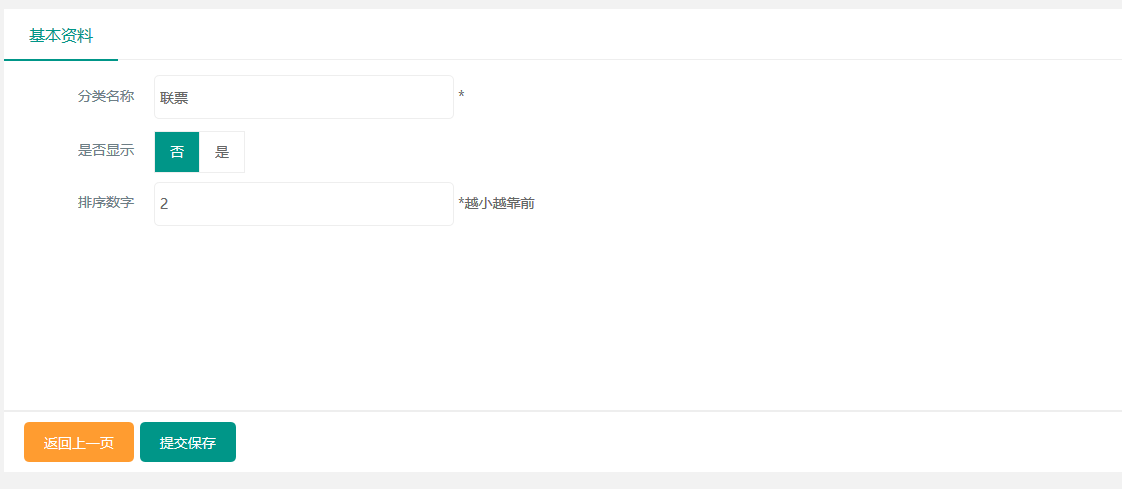 基本资料
分类名称 联票 *
是否显示 否 是
排序数字 2 *越小越靠前
返回上一页 提交保存